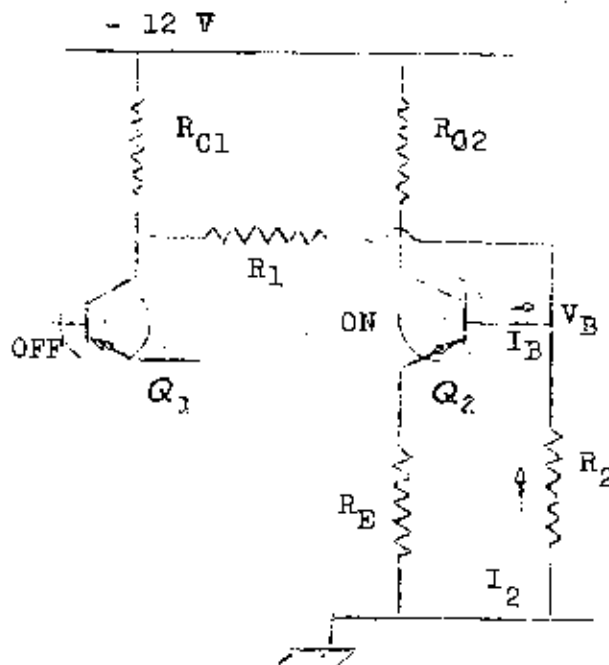 - 12 V
R_C1
R_C2
R_1
OFF
ON
V_B
I_B
Q_1
Q_2
R_E
R_2
I_2